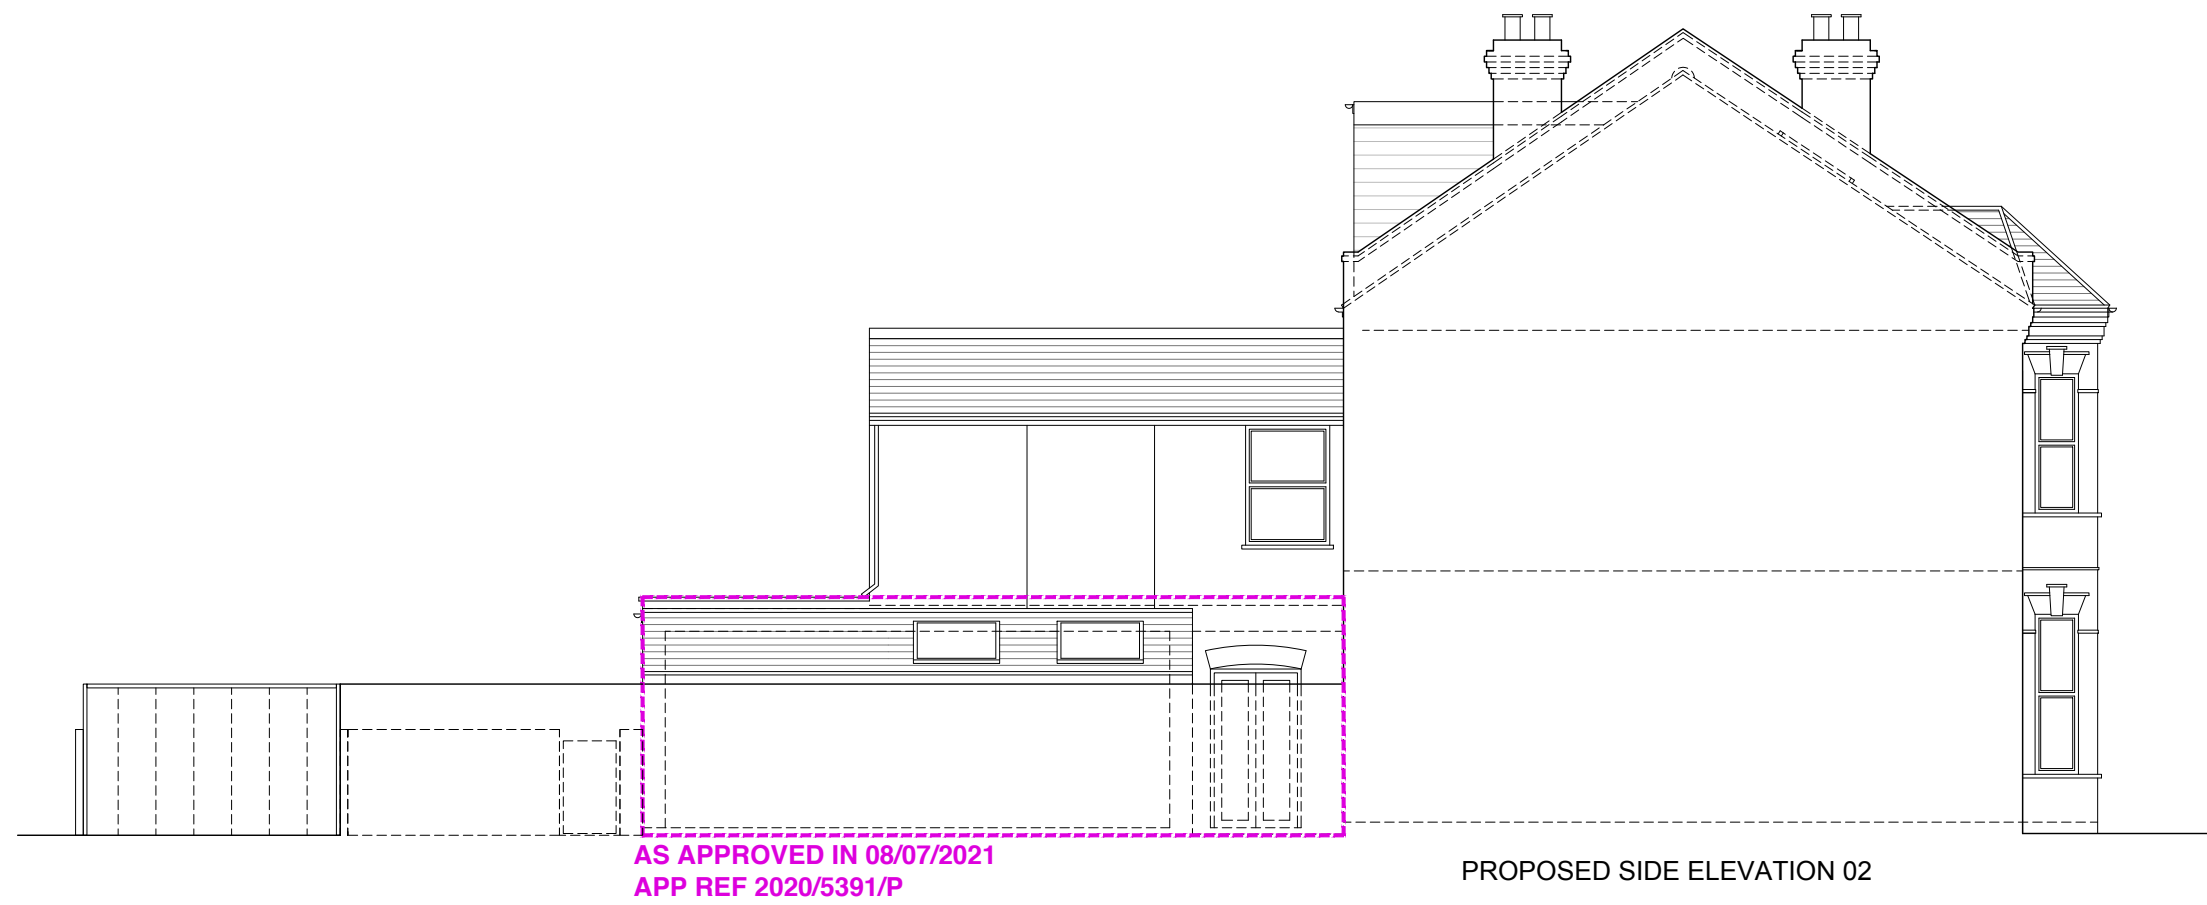 AS APPROVED IN 08/07/2021
APP REF 2020/5391/P
PROPOSED SIDE ELEVATION 02